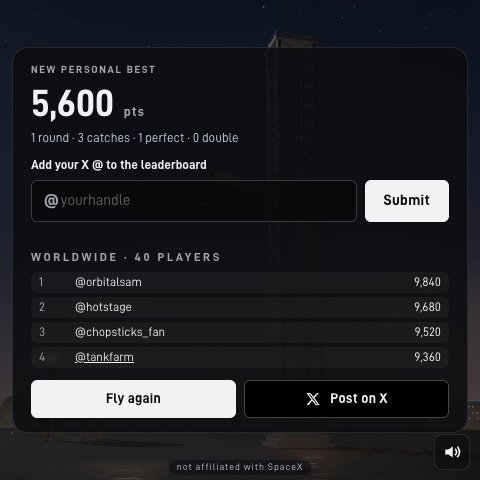 NEW PERSONAL BEST
5,600 pts
1 round · 3 catches · 1 perfect · 0 double
Add your X @ to the leaderboard
@ yourhandle
Submit
WORLDWIDE · 40 PLAYERS
1 @orbitalsam 9,840
2 @hotstage 9,680
3 @chopsticks_fan 9,520
4 @tankfarm 9,360
Fly again
Post on X
not affiliated with SpaceX